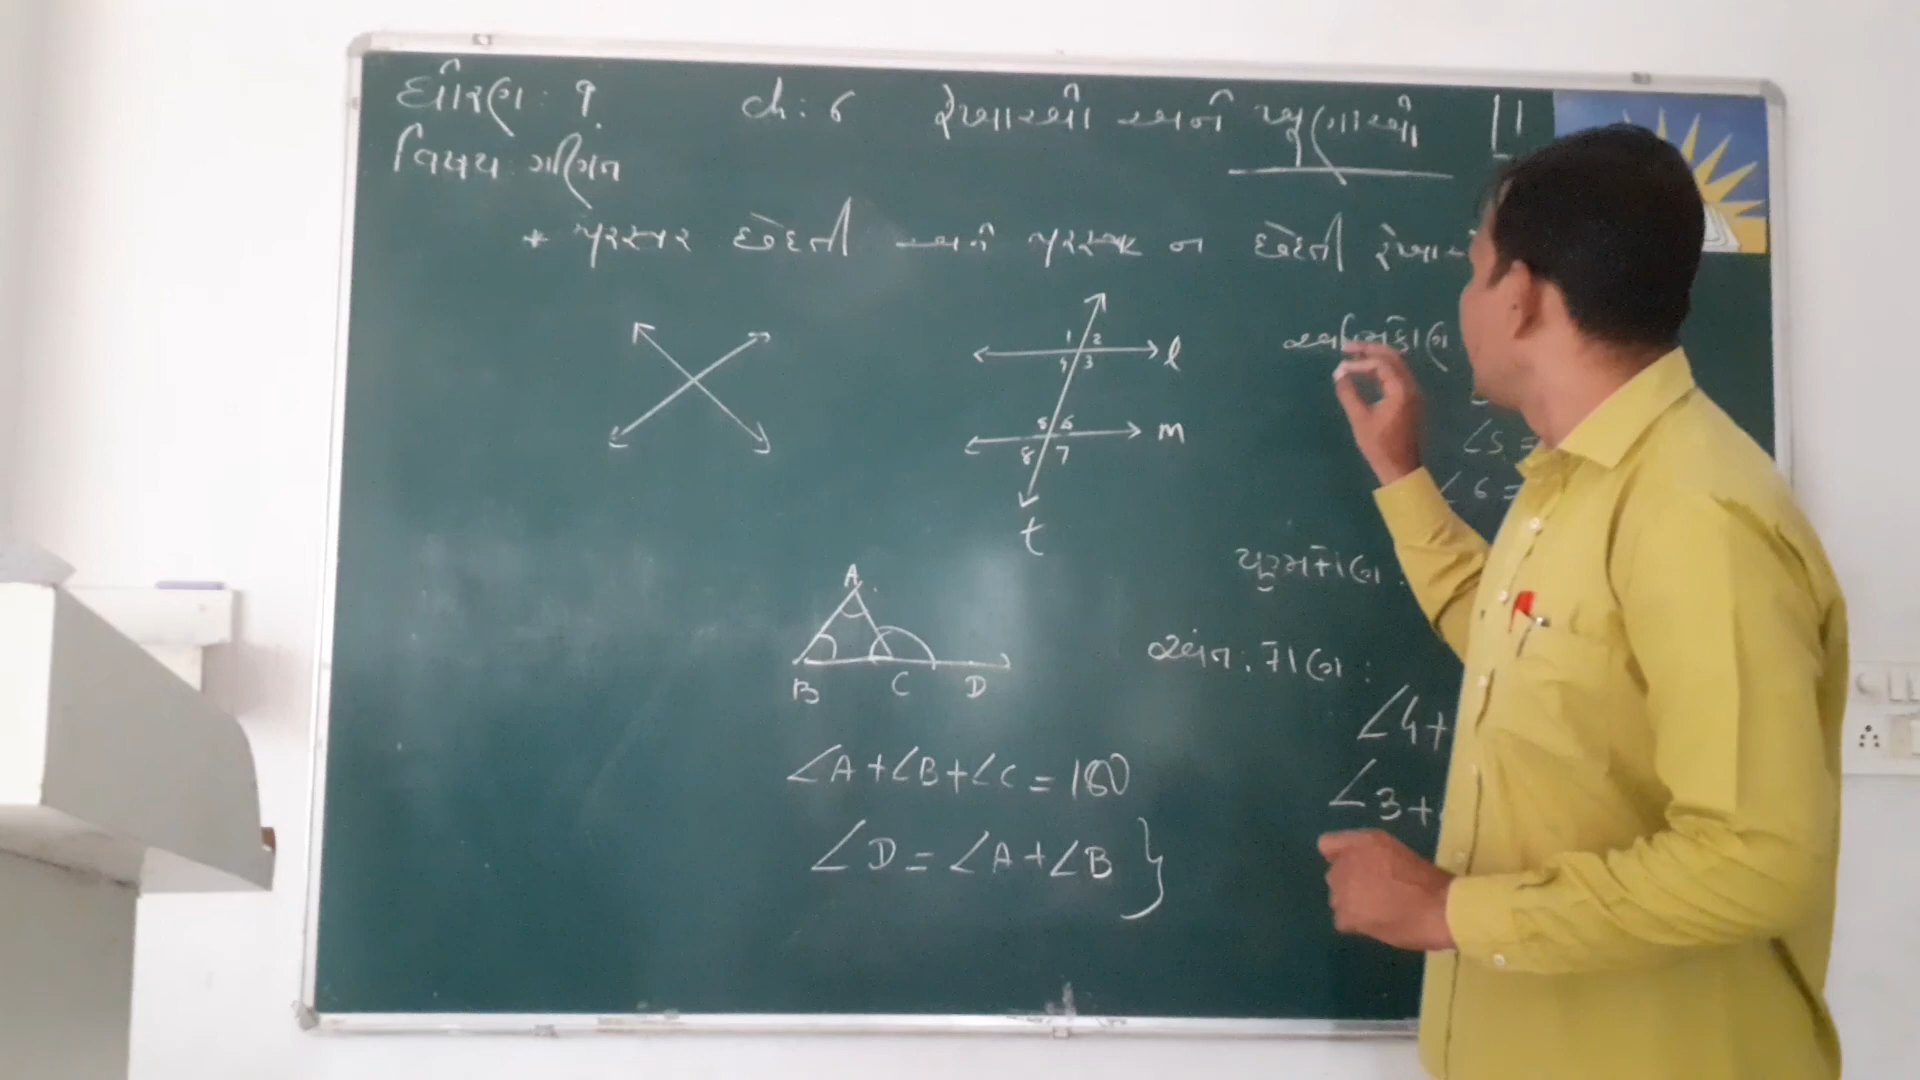 ધોરણ : ૧.
ch : 6 રેખાઓ અને ખૂણાઓ
વિષય : ગણિત
* પરસ્પર છેદતી અને પરસ્પર ન છેદતી
1 2
4 3
l
5 6
8 7
m
t
અનુકોણ
∠5 =
∠6 =
યુગ્મકોણ :
અંતઃકોણ :
∠4+
∠3+
A
B C D
∠A+∠B+∠C = 180
∠D = ∠A+∠B }